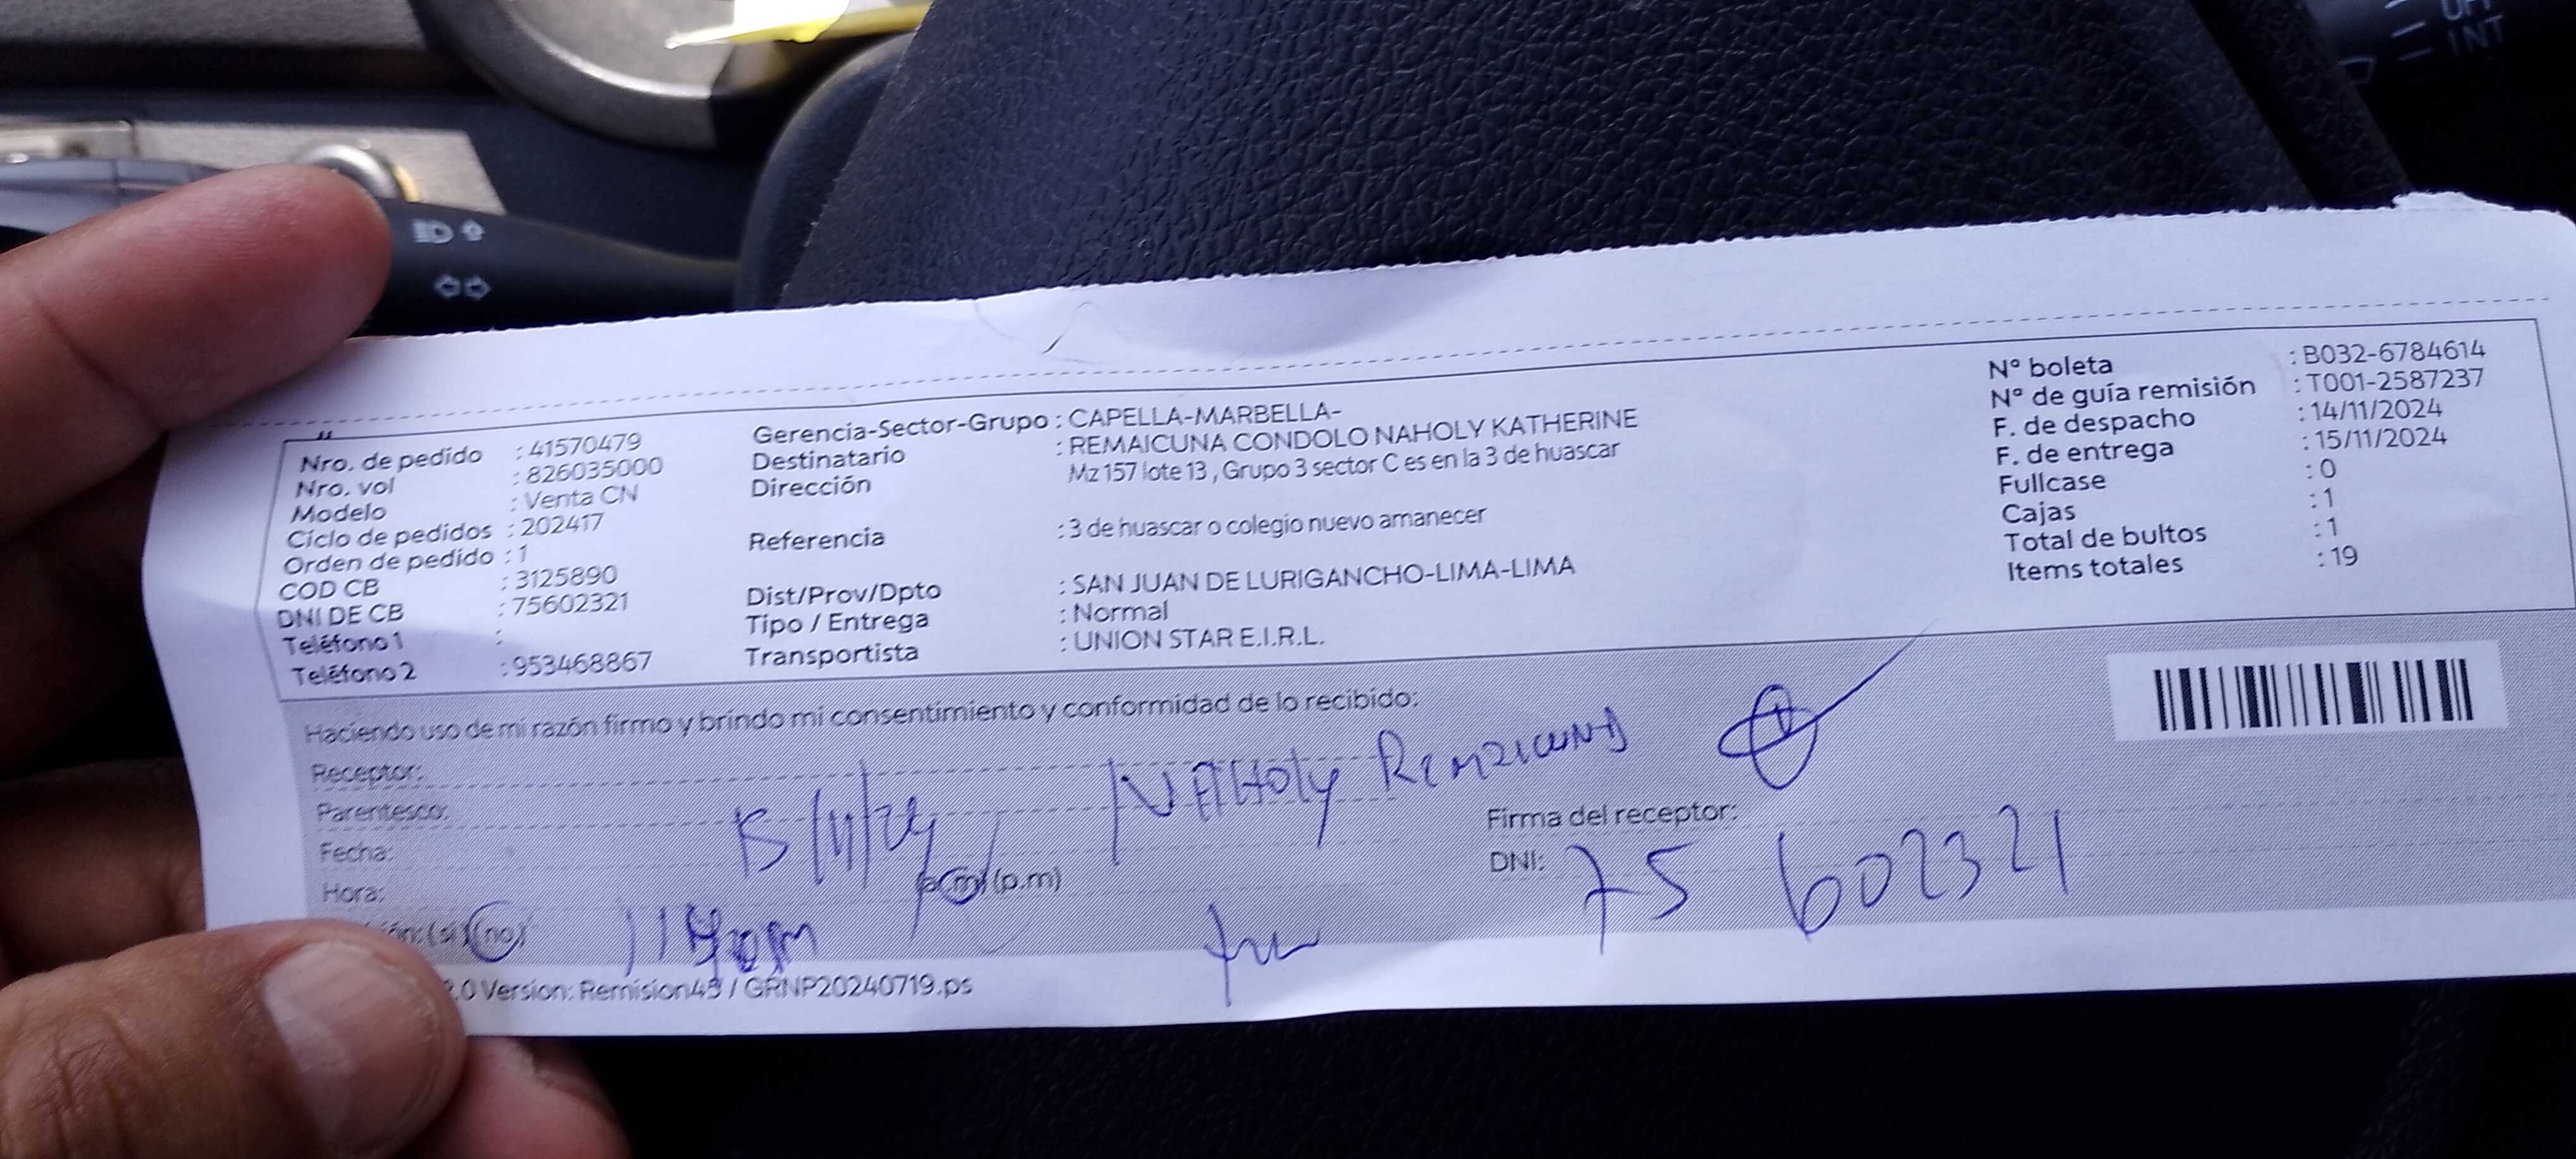 Nro. de pedido : 41570479
Nro. vol : 826035000
Modelo : Venta CN
Ciclo de pedidos : 202417
Orden de pedido : 1
COD CB : 3125890
DNI DE CB : 75602321
Teléfono 1 :
Teléfono 2 : 953468867
Gerencia-Sector-Grupo : CAPELLA-MARBELLA-
Destinatario : REMAICUNA CONDOLO NAHOLY KATHERINE
Dirección Mz 157 lote 13 , Grupo 3 sector C es en la 3 de huascar
Referencia : 3 de huascar o colegio nuevo amanecer
Dist/Prov/Dpto : SAN JUAN DE LURIGANCHO-LIMA-LIMA
Tipo / Entrega : Normal
Transportista : UNION STAR E.I.R.L.
N° boleta : B032-6784614
N° de guía remisión : T001-2587237
F. de despacho : 14/11/2024
F. de entrega : 15/11/2024
Fullcase : 0
Cajas : 1
Total de bultos : 1
Items totales : 19
Haciendo uso de mi razón firmo y brindo mi consentimiento y conformidad de lo recibido:
Receptor: NAHOLY REMAICUNA
Parentesco:
Fecha: 15/11/24
Hora: (a.m) (p.m)
(si) (no)
Firma del receptor:
DNI: 75602321
.0 Version: Remision45 / GRNP20240719.ps
OFF
INT